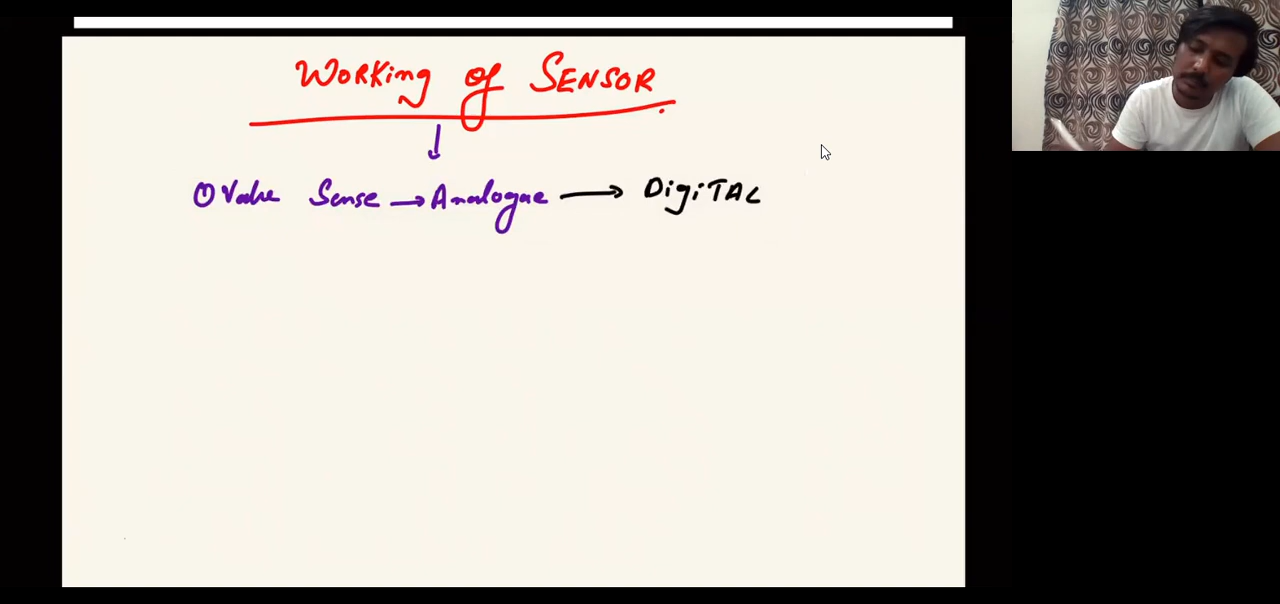 Working of SENSOR
① Value Sense → Analogue → DigiTAL